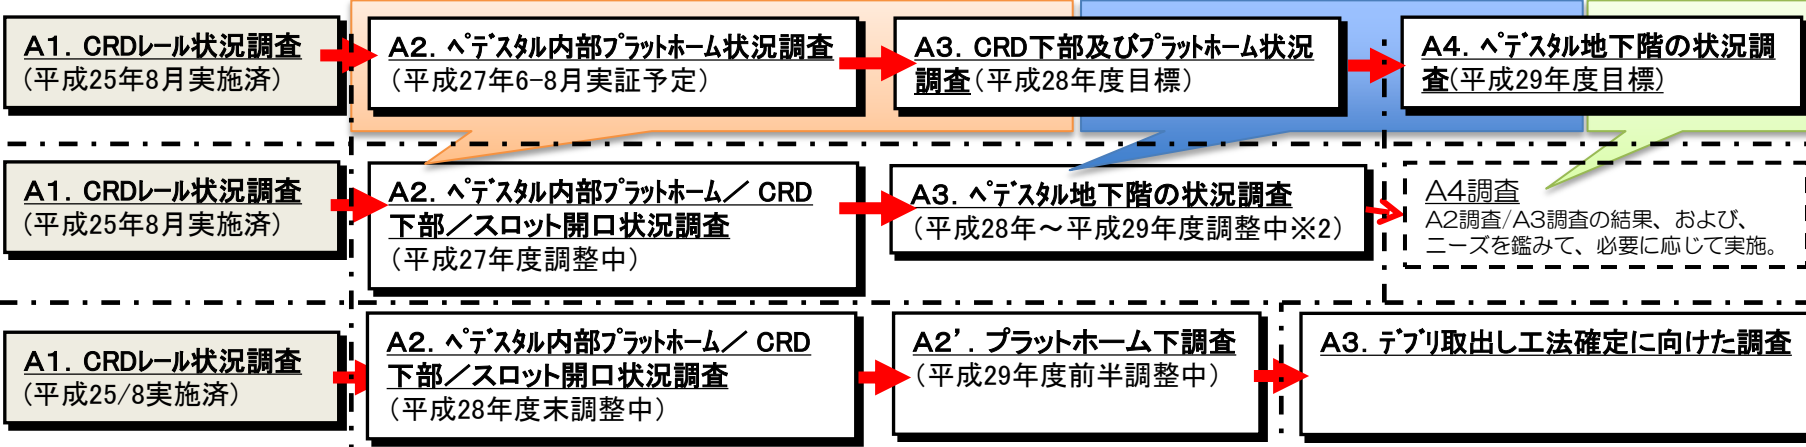 A1. CRDﾚｰﾙ状況調査
(平成25年8月実施済)
A2. ﾍﾟﾃﾞｽﾀﾙ内部ﾌﾟﾗｯﾄﾎｰﾑ状況調査
(平成27年6-8月実証予定)
A3. CRD下部及びﾌﾟﾗｯﾄﾎｰﾑ状況
調査(平成28年度目標)
A4. ﾍﾟﾃﾞｽﾀﾙ地下階の状況調
査(平成29年度目標)
A1. CRDﾚｰﾙ状況調査
(平成25年8月実施済)
A2. ﾍﾟﾃﾞｽﾀﾙ内部ﾌﾟﾗｯﾄﾎｰﾑ／ CRD
下部／スロット開口状況調査
(平成27年度調整中)
A3. ﾍﾟﾃﾞｽﾀﾙ地下階の状況調査
(平成28年～平成29年度調整中※2)
A4調査
A2調査/A3調査の結果、および、
ニーズを鑑みて、必要に応じて実施。
A1. CRDﾚｰﾙ状況調査
(平成25/8実施済)
A2. ﾍﾟﾃﾞｽﾀﾙ内部ﾌﾟﾗｯﾄﾎｰﾑ／ CRD
下部／スロット開口状況調査
(平成28年度末調整中)
A2’. プラットホーム下調査
(平成29年度前半調整中)
A3. ﾃﾞﾌﾞﾘ取出し工法確定に向けた調査